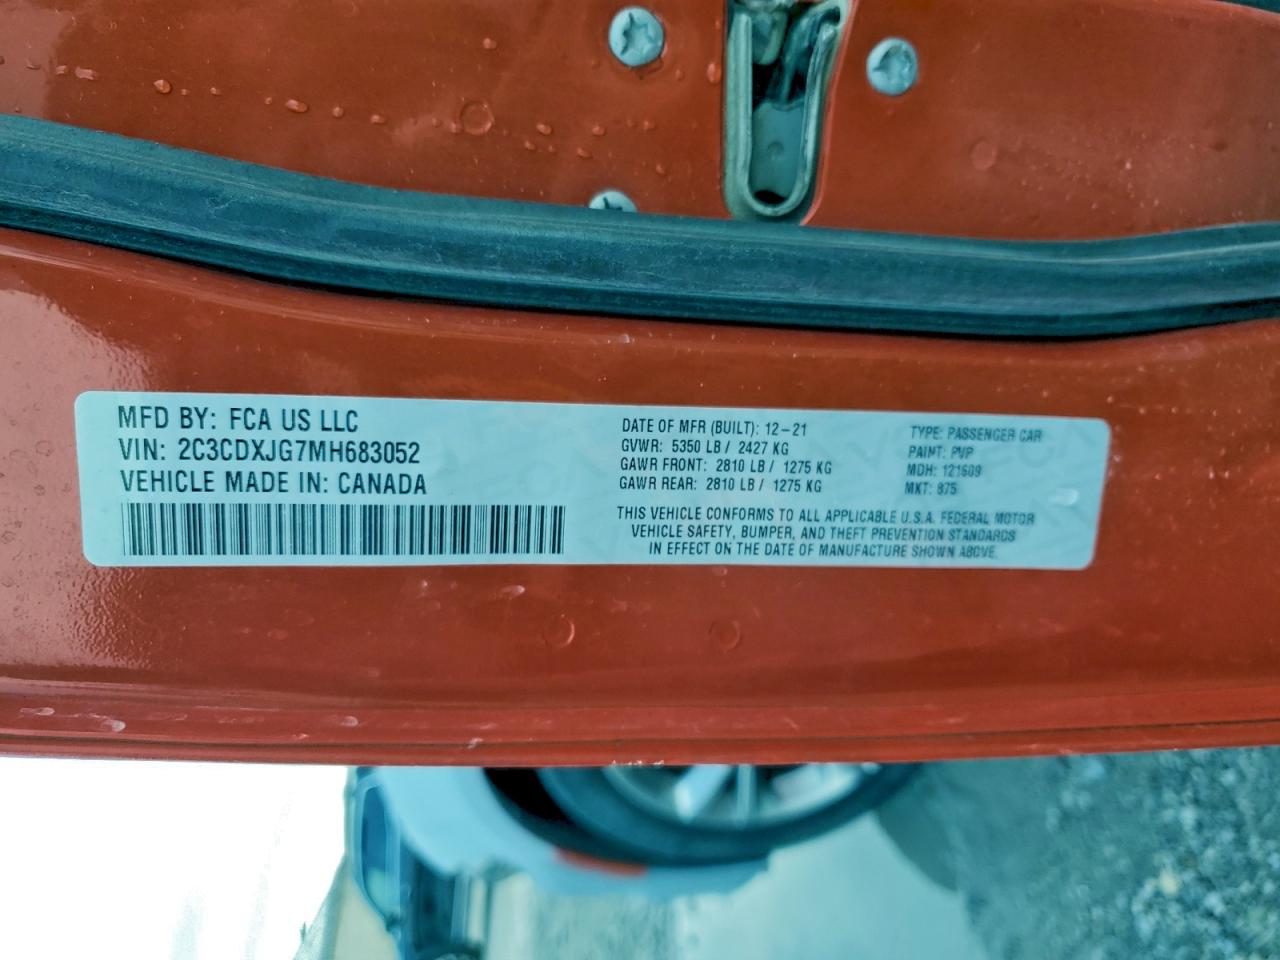 MFD BY: FCA US LLC
VIN: 2C3CDXJG7MH683052
VEHICLE MADE IN: CANADA
DATE OF MFR (BUILT): 12-21
GVWR: 5350 LB / 2427 KG
GAWR FRONT: 2810 LB / 1275 KG
GAWR REAR: 2810 LB / 1275 KG
TYPE: PASSENGER CAR
PAINT: PVP
MDH: 121609
MKT: 875
THIS VEHICLE CONFORMS TO ALL APPLICABLE U.S.A. FEDERAL MOTOR
VEHICLE SAFETY, BUMPER, AND THEFT PREVENTION STANDARDS
IN EFFECT ON THE DATE OF MANUFACTURE SHOWN ABOVE.